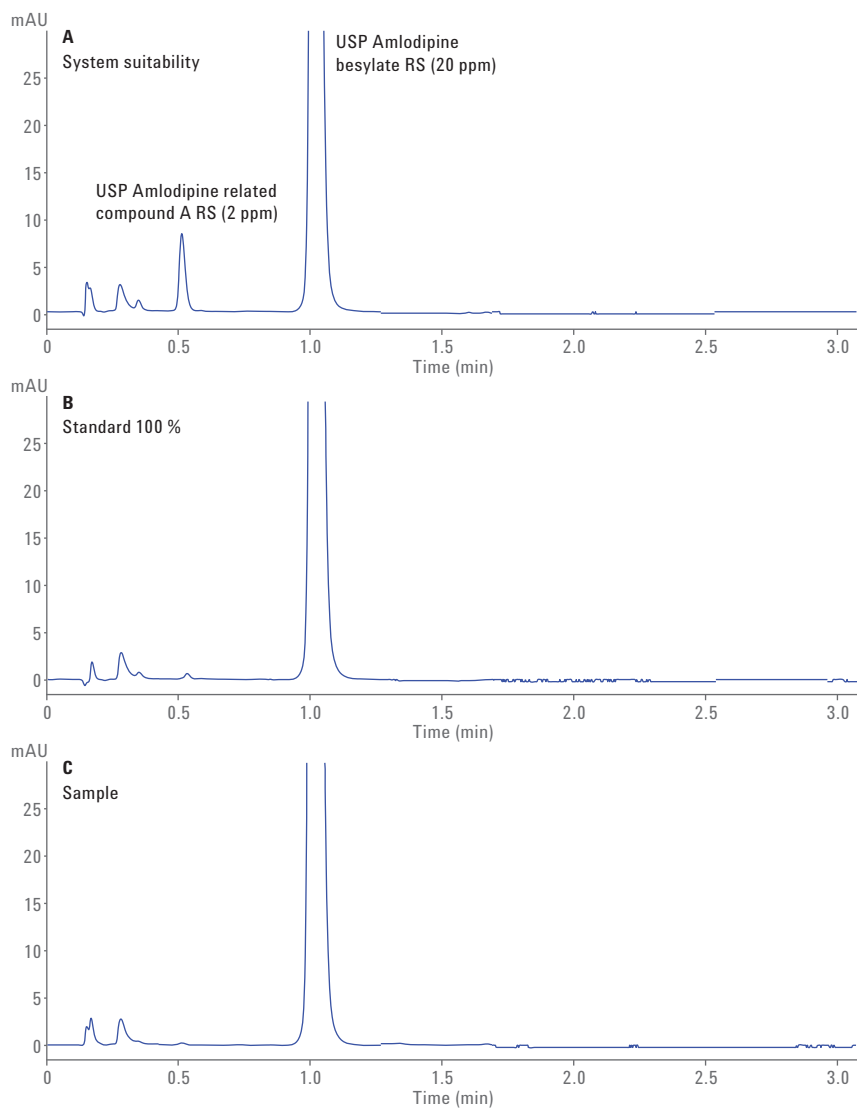 mAU
A
System suitability
USP Amlodipine
besylate RS (20 ppm)
USP Amlodipine related
compound A RS (2 ppm)
25
20
15
10
5
0
0 0.5 1.0 1.5 2.0 2.5 3.0
Time (min)
mAU
B
Standard 100 %
25
20
15
10
5
0
0 0.5 1.0 1.5 2.0 2.5 3.0
Time (min)
mAU
C
Sample
25
20
15
10
5
0
0 0.5 1.0 1.5 2.0 2.5 3.0
Time (min)